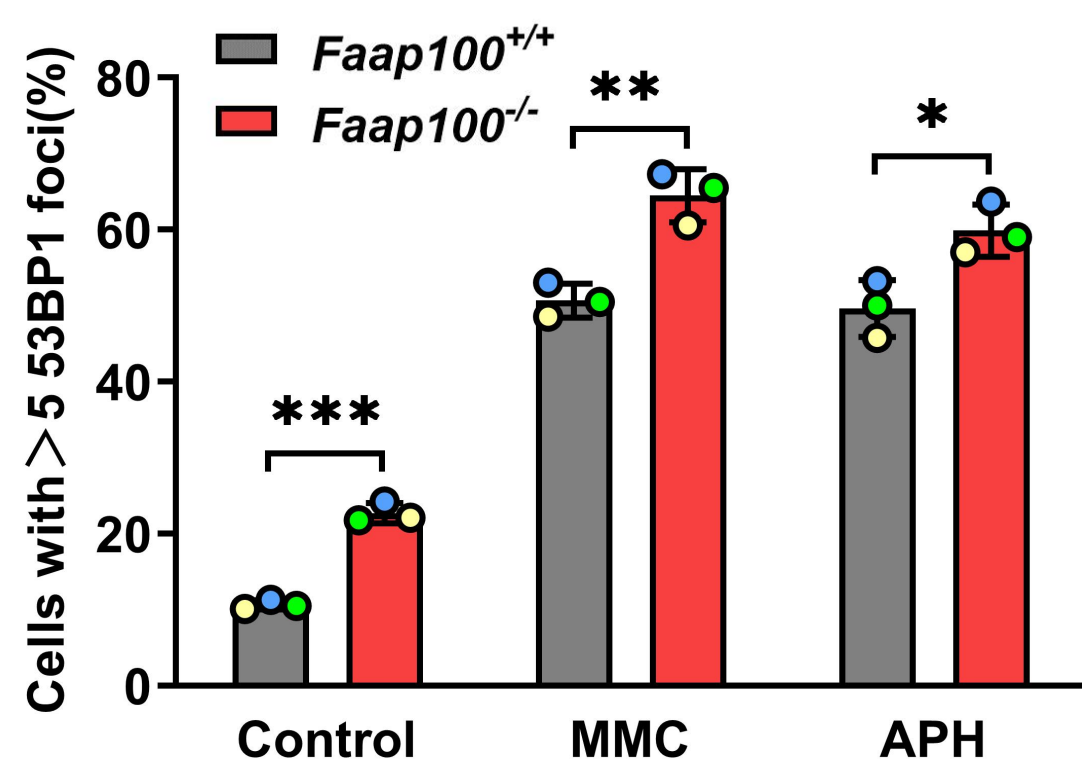 Cells with＞5 53BP1 foci(%)
Faap100+/+
Faap100-/-
80
60
40
20
0
***
**
*
Control
MMC
APH